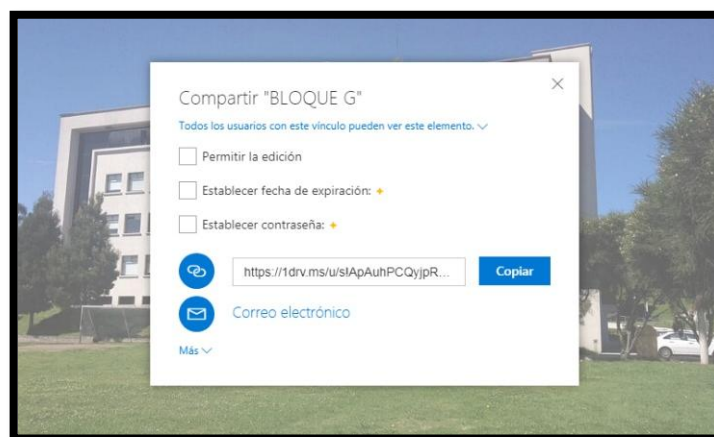 Compartir "BLOQUE G"
Todos los usuarios con este vínculo pueden ver este elemento.
Permitir la edición
Establecer fecha de expiración:
Establecer contraseña:
https://1drv.ms/u/s!ApAuhPCQyjpR... Copiar
Correo electrónico
Más